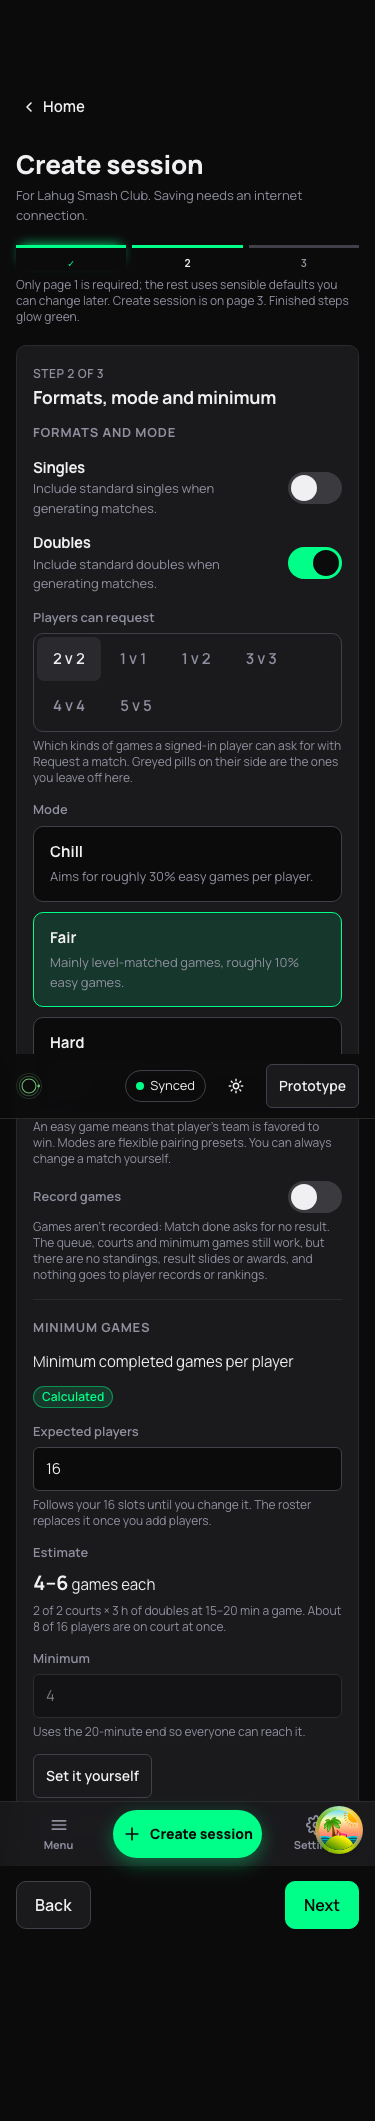 Home
Create session
For Lahug Smash Club. Saving needs an internet
connection.
✓ 2 3
Only page 1 is required; the rest uses sensible defaults you
can change later. Create session is on page 3. Finished steps
glow green.
STEP 2 OF 3
Formats, mode and minimum
FORMATS AND MODE
Singles
Include standard singles when
generating matches.
Doubles
Include standard doubles when
generating matches.
Players can request
2 v 2 1 v 1 1 v 2 3 v 3
4 v 4 5 v 5
Which kinds of games a signed-in player can ask for with
Request a match. Greyed pills on their side are the ones
you leave off here.
Mode
Chill
Aims for roughly 30% easy games per player.
Fair
Mainly level-matched games, roughly 10%
easy games.
Hard
Synced Prototype
An easy game means that player's team is favored to
win. Modes are flexible pairing presets. You can always
change a match yourself.
Record games
Games aren't recorded: Match done asks for no result.
The queue, courts and minimum games still work, but
there are no standings, result slides or awards, and
nothing goes to player records or rankings.
MINIMUM GAMES
Minimum completed games per player
Calculated
Expected players
16
Follows your 16 slots until you change it. The roster
replaces it once you add players.
Estimate
4–6 games each
2 of 2 courts × 3 h of doubles at 15–20 min a game. About
8 of 16 players are on court at once.
Minimum
4
Uses the 20-minute end so everyone can reach it.
Set it yourself
Menu
Create session
Back
Next